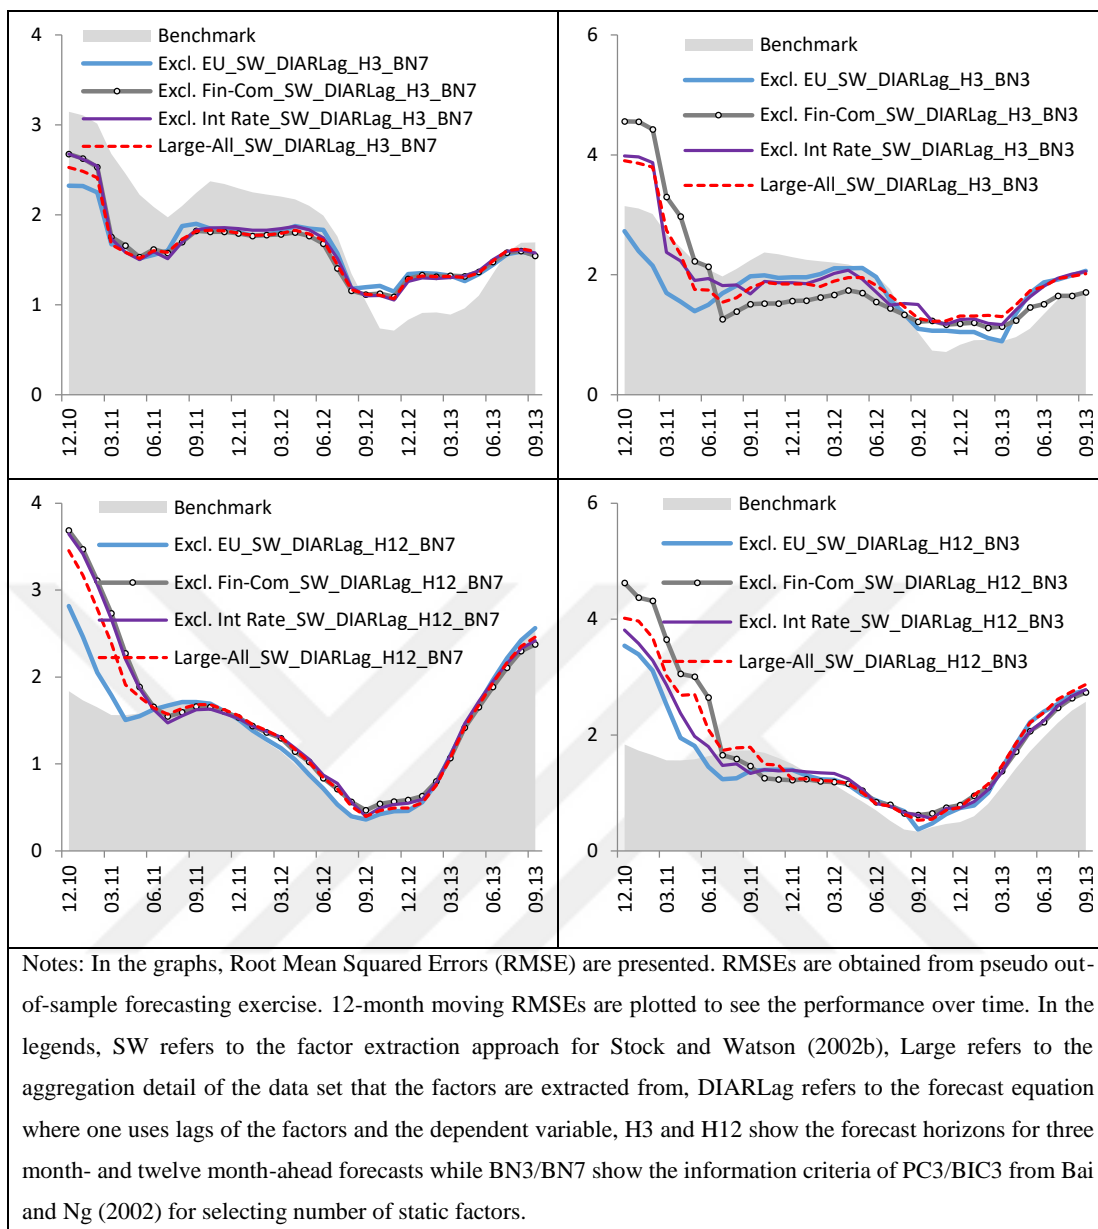 4
3
2
1
0
Benchmark
Excl. EU_SW_DIARLag_H3_BN7
Excl. Fin-Com_SW_DIARLag_H3_BN7
Excl. Int Rate_SW_DIARLag_H3_BN7
Large-All_SW_DIARLag_H3_BN7
12.10
03.11
06.11
09.11
12.11
03.12
06.12
09.12
12.12
03.13
06.13
09.13
6
4
2
0
Benchmark
Excl. EU_SW_DIARLag_H3_BN3
Excl. Fin-Com_SW_DIARLag_H3_BN3
Excl. Int Rate_SW_DIARLag_H3_BN3
Large-All_SW_DIARLag_H3_BN3
12.10
03.11
06.11
09.11
12.11
03.12
06.12
09.12
12.12
03.13
06.13
09.13
4
3
2
1
0
Benchmark
Excl. EU_SW_DIARLag_H12_BN7
Excl. Fin-Com_SW_DIARLag_H12_BN7
Excl. Int Rate_SW_DIARLag_H12_BN7
Large-All_SW_DIARLag_H12_BN7
12.10
03.11
06.11
09.11
12.11
03.12
06.12
09.12
12.12
03.13
06.13
09.13
6
4
2
0
Benchmark
Excl. EU_SW_DIARLag_H12_BN3
Excl. Fin-Com_SW_DIARLag_H12_BN3
Excl. Int Rate_SW_DIARLag_H12_BN3
Large-All_SW_DIARLag_H12_BN3
12.10
03.11
06.11
09.11
12.11
03.12
06.12
09.12
12.12
03.13
06.13
09.13
Notes: In the graphs, Root Mean Squared Errors (RMSE) are presented. RMSEs are obtained from pseudo out-
of-sample forecasting exercise. 12-month moving RMSEs are plotted to see the performance over time. In the
legends, SW refers to the factor extraction approach for Stock and Watson (2002b), Large refers to the
aggregation detail of the data set that the factors are extracted from, DIARLag refers to the forecast equation
where one uses lags of the factors and the dependent variable, H3 and H12 show the forecast horizons for three
month- and twelve month-ahead forecasts while BN3/BN7 show the information criteria of PC3/BIC3 from Bai
and Ng (2002) for selecting number of static factors.